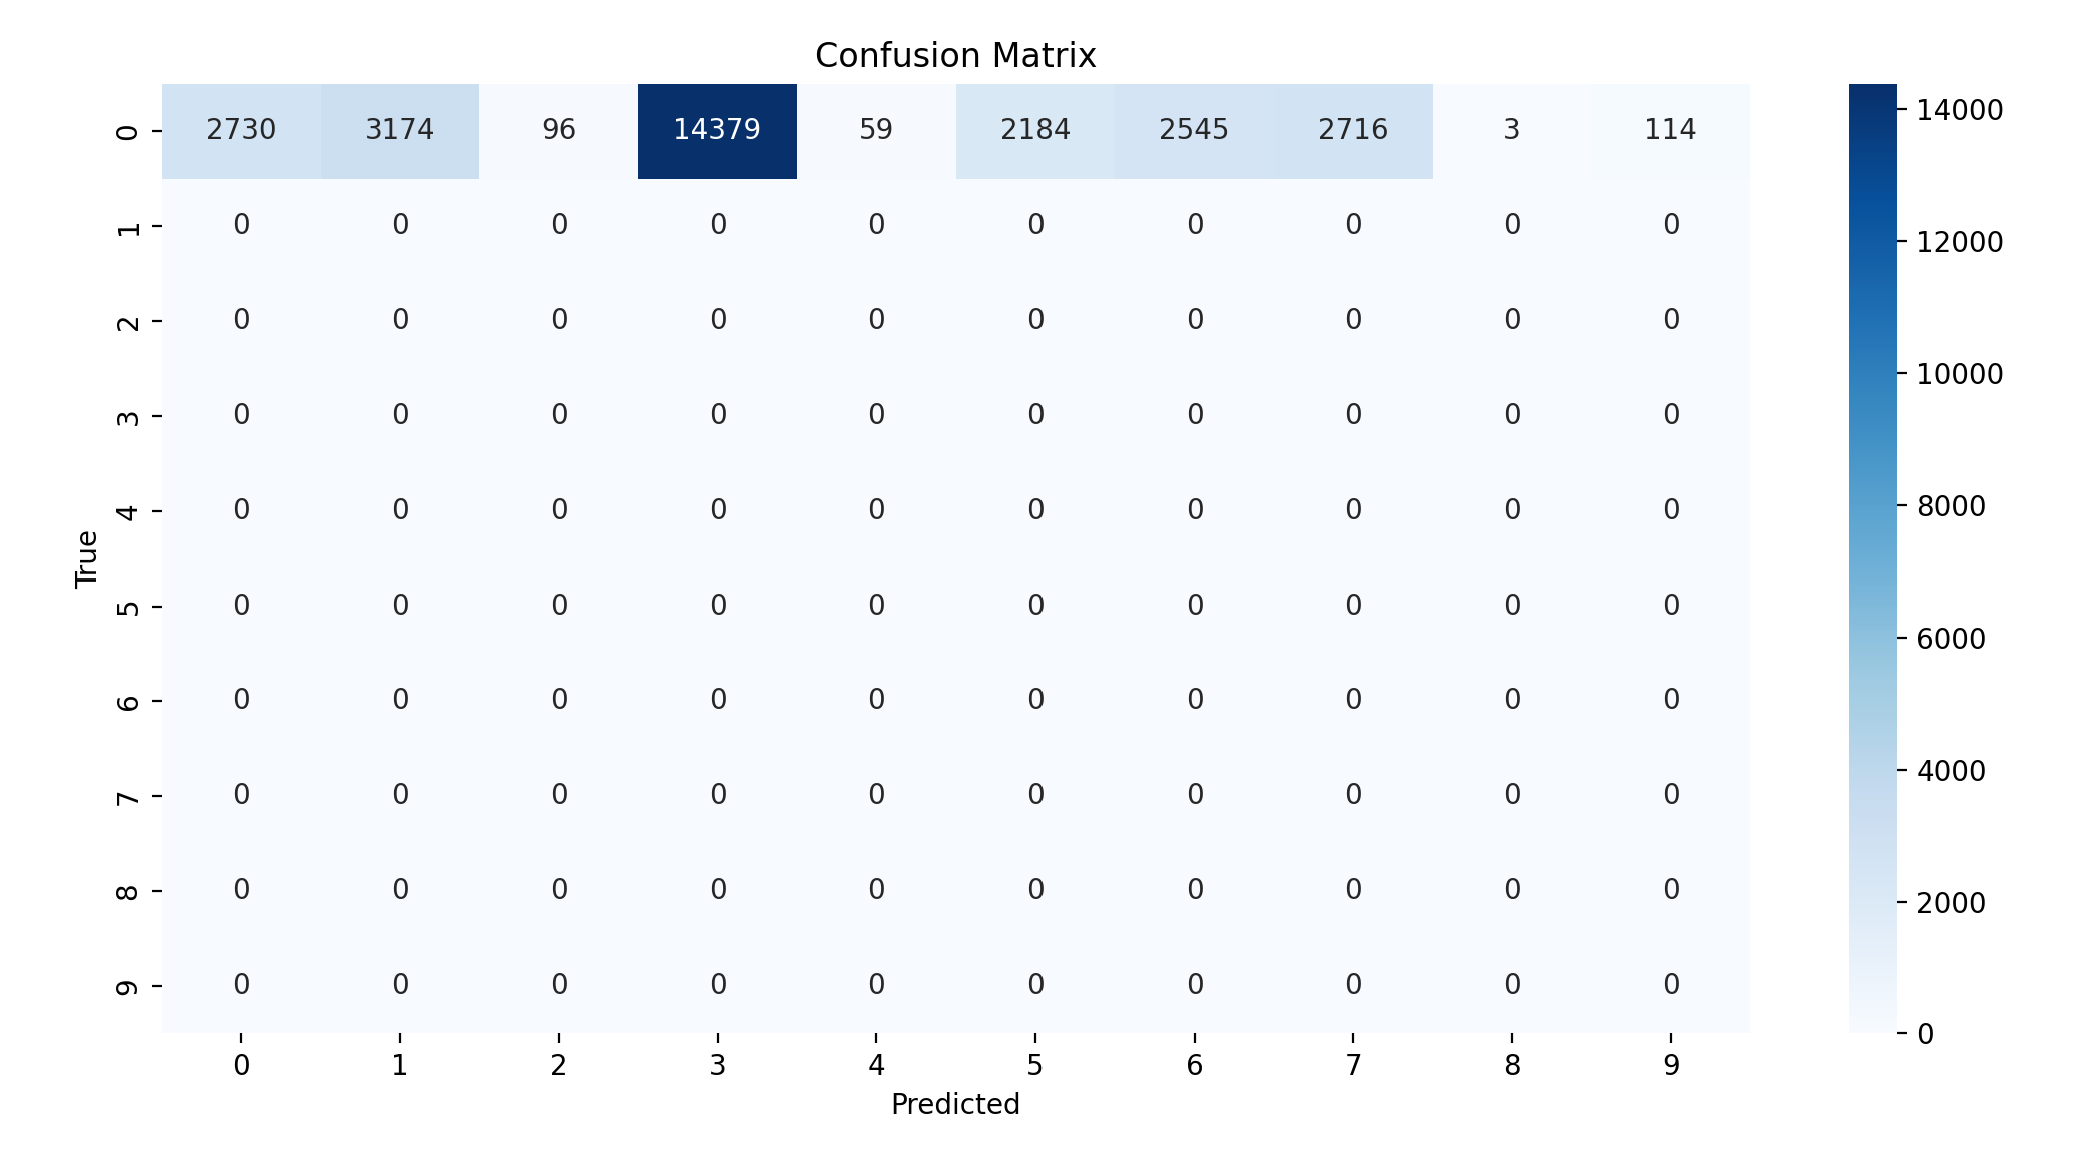 Confusion Matrix
0 2730 3174 96 14379 59 2184 2545 2716 3 114
1 0 0 0 0 0 0 0 0 0 0
2 0 0 0 0 0 0 0 0 0 0
3 0 0 0 0 0 0 0 0 0 0
4 0 0 0 0 0 0 0 0 0 0
5 0 0 0 0 0 0 0 0 0 0
6 0 0 0 0 0 0 0 0 0 0
7 0 0 0 0 0 0 0 0 0 0
8 0 0 0 0 0 0 0 0 0 0
9 0 0 0 0 0 0 0 0 0 0
0 1 2 3 4 5 6 7 8 9
Predicted
True
14000
12000
10000
8000
6000
4000
2000
0